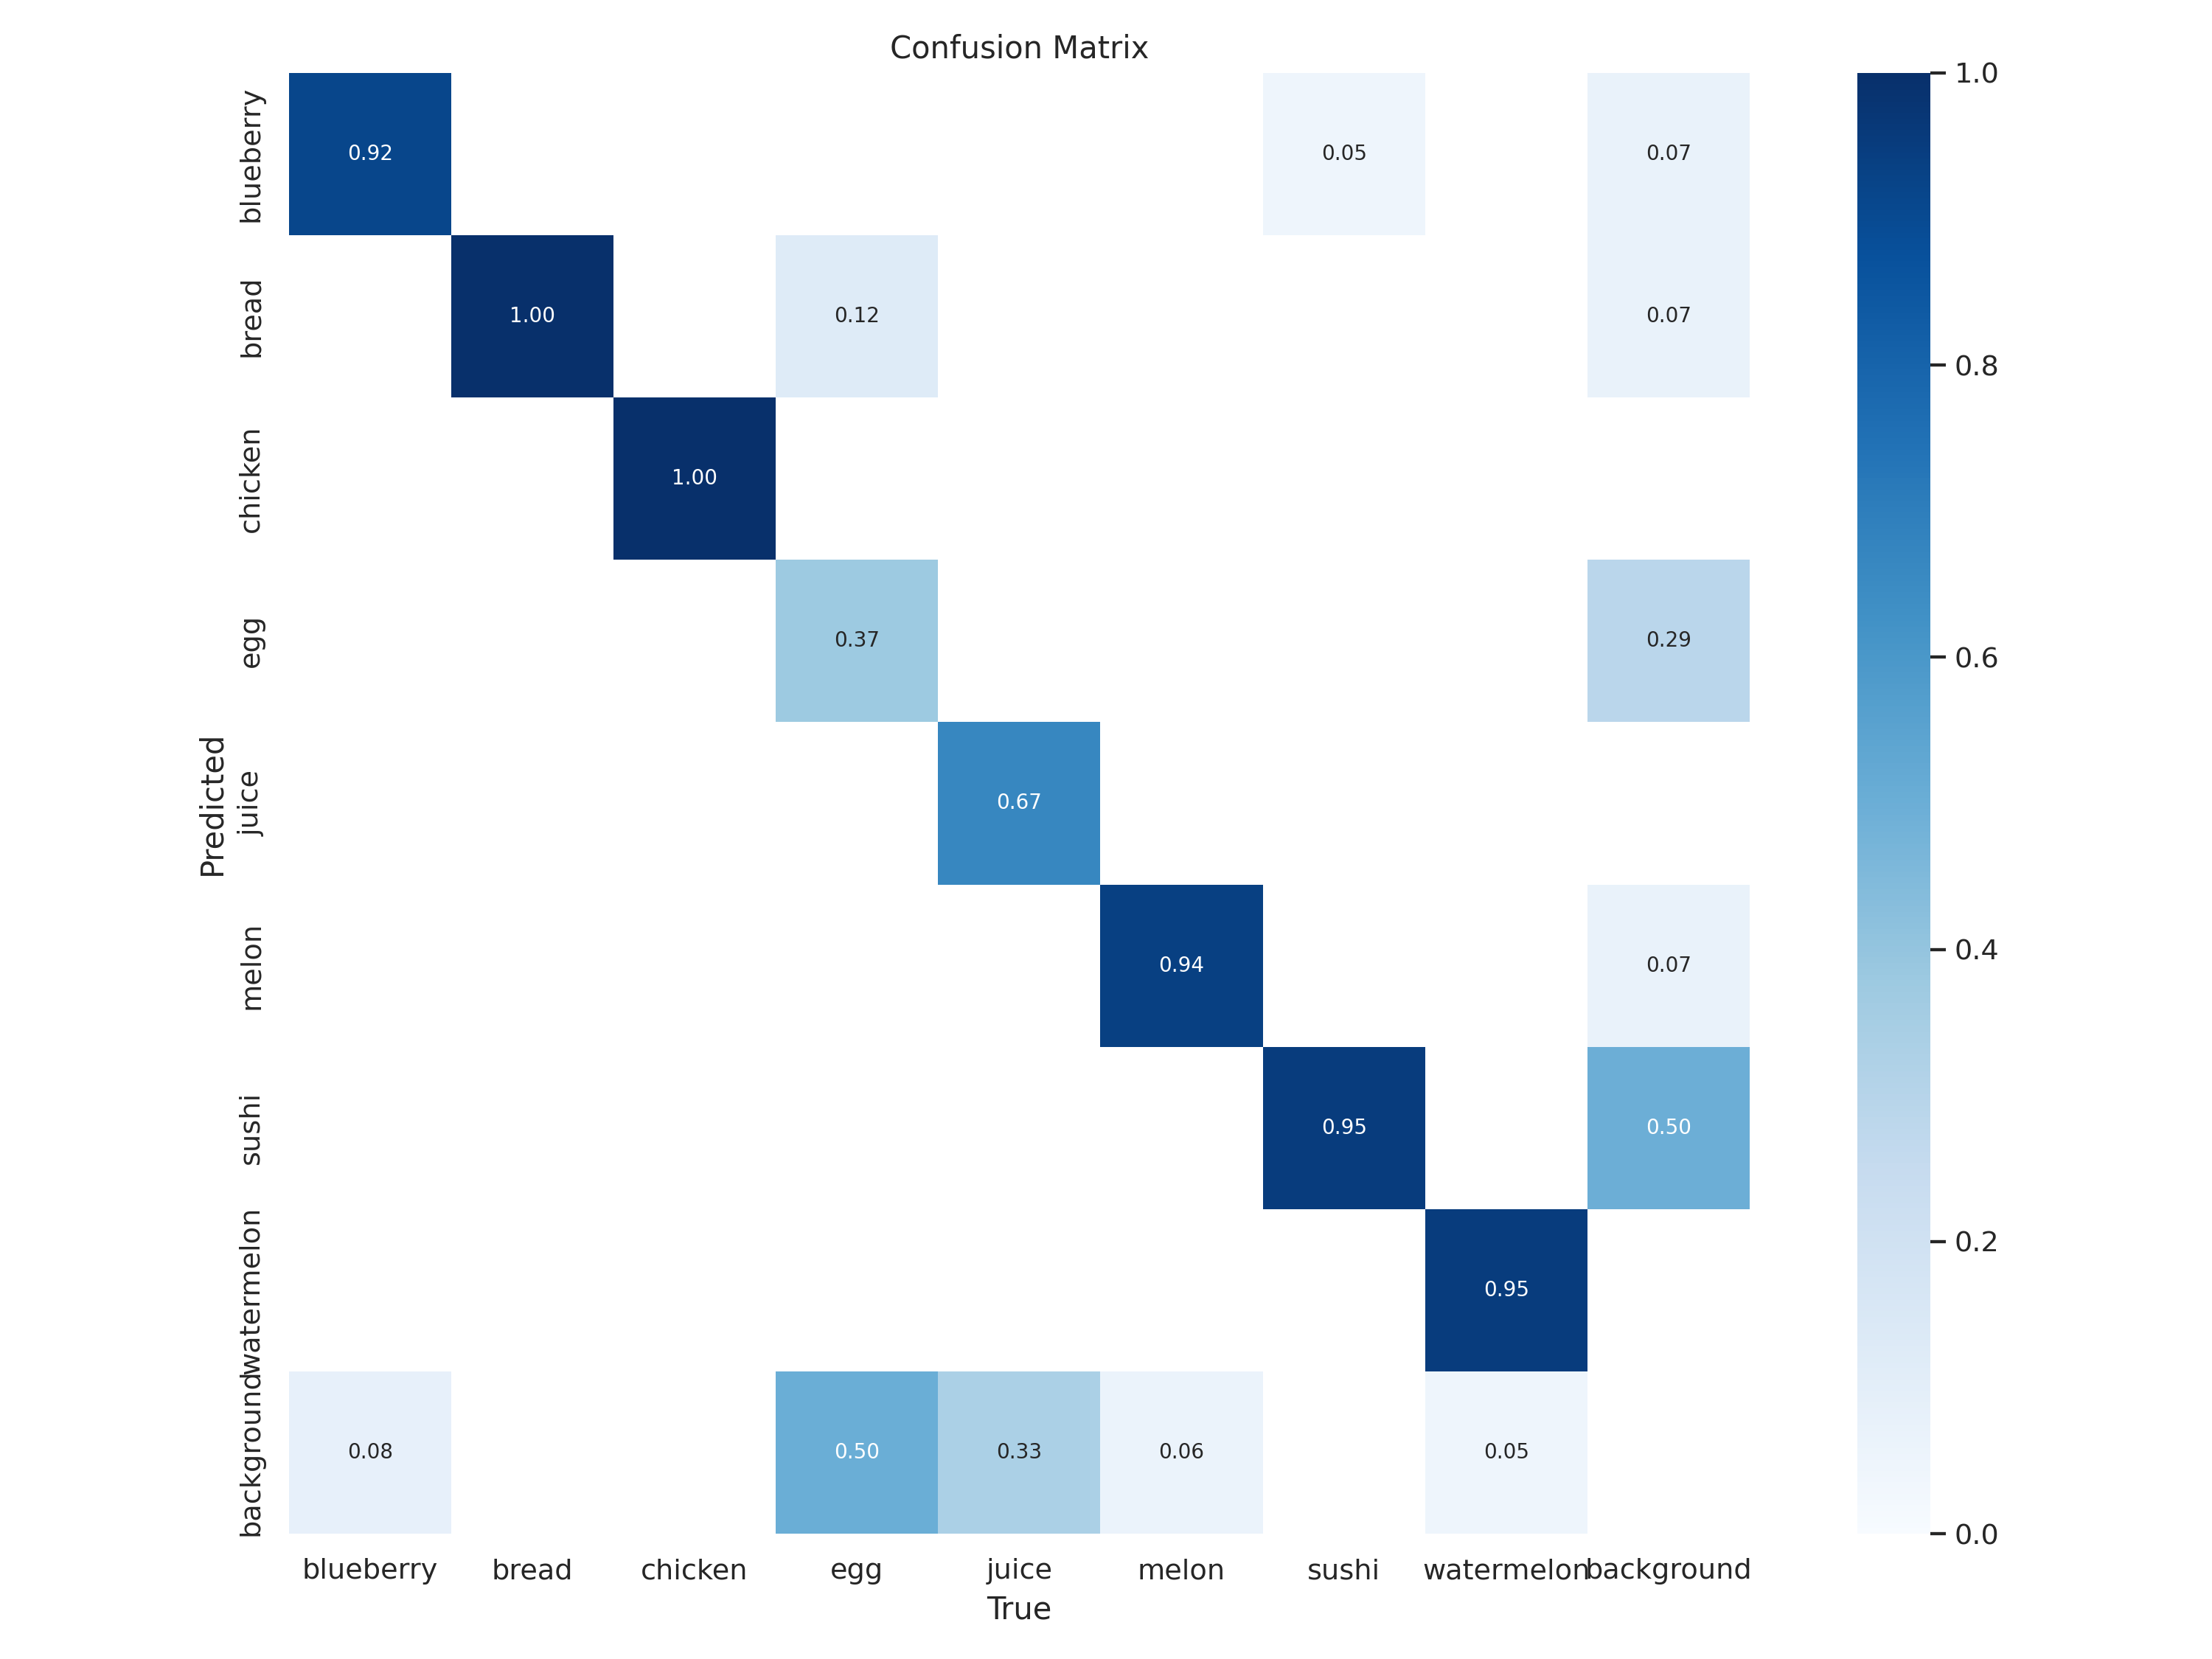 Confusion Matrix
blueberry
0.92
0.05
0.07
1.0
bread
1.00
0.12
0.07
0.8
chicken
1.00
egg
0.37
0.29
0.6
Predicted
juice
0.67
melon
0.94
0.07
0.4
sushi
0.95
0.50
watermelon
0.95
0.2
background
0.08
0.50
0.33
0.06
0.05
0.0
blueberry bread chicken egg juice melon sushi watermelon background
True